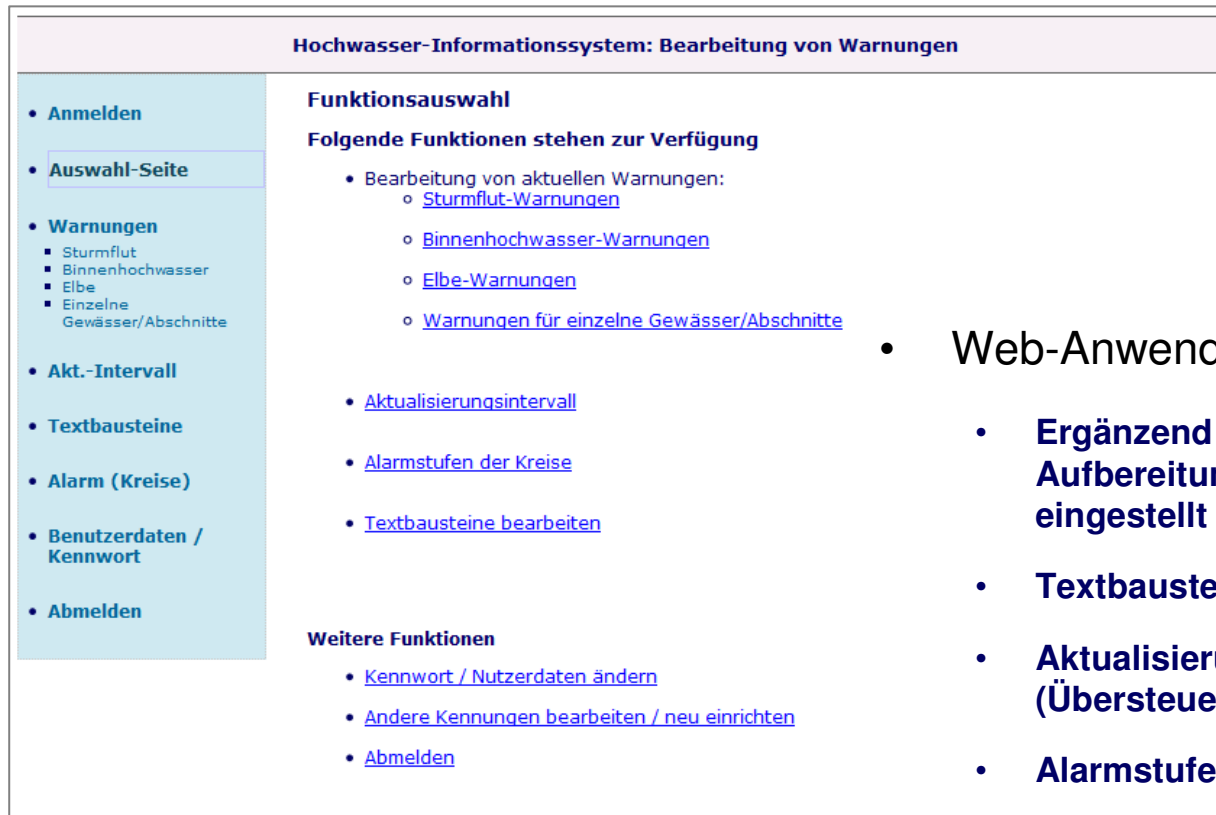 Hochwasser-Informationssystem: Bearbeitung von Warnungen
Anmelden
Auswahl-Seite
Warnungen
Sturmflut
Binnenhochwasser
Elbe
Einzelne
Gewässer/Abschnitte
Akt.-Intervall
Textbausteine
Alarm (Kreise)
Benutzerdaten /
Kennwort
Abmelden
Funktionsauswahl
Folgende Funktionen stehen zur Verfügung
Bearbeitung von aktuellen Warnungen:
Sturmflut-Warnungen
Binnenhochwasser-Warnungen
Elbe-Warnungen
Warnungen für einzelne Gewässer/Abschnitte
Aktualisierungsintervall
Alarmstufen der Kreise
Textbausteine bearbeiten
Weitere Funktionen
Kennwort / Nutzerdaten ändern
Andere Kennungen bearbeiten / neu einrichten
Abmelden
Web-Anwend
Ergänzend
Aufbereitun
eingestellt
Textbauste
Aktualisieru
(Übersteue
Alarmstufe